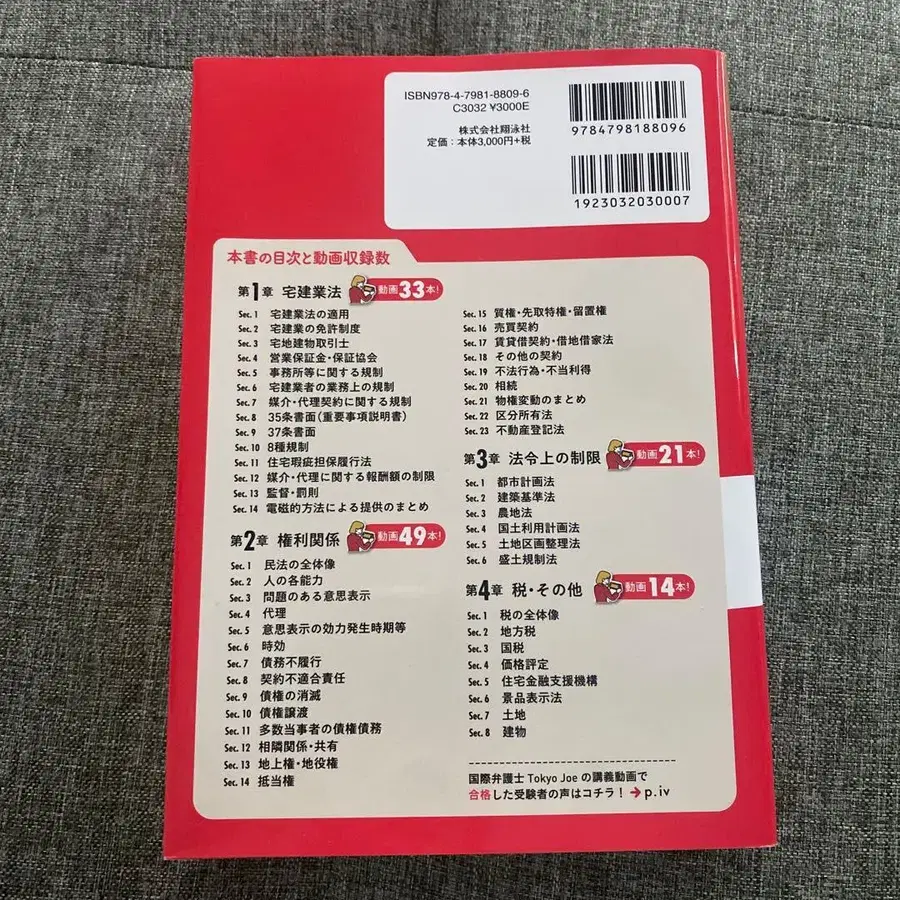 ISBN978-4-7981-8809-6
C3032 ¥3000E
株式会社翔泳社
定価:本体3,000円+税
9784798188096
1923032030007
本書の目次と動画収録数
第1章 宅建業法 動画33本!
Sec. 1 宅建業法の適用
Sec. 2 宅建業の免許制度
Sec. 3 宅地建物取引士
Sec. 4 営業保証金・保証協会
Sec. 5 事務所等に関する規制
Sec. 6 宅建業者の業務上の規制
Sec. 7 媒介・代理契約に関する規制
Sec. 8 35条書面(重要事項説明書)
Sec. 9 37条書面
Sec. 10 8種規制
Sec. 11 住宅瑕疵担保履行法
Sec. 12 媒介・代理に関する報酬額の制限
Sec. 13 監督・罰則
Sec. 14 電磁的方法による提供のまとめ
第2章 権利関係 動画49本!
Sec. 1 民法の全体像
Sec. 2 人の各能力
Sec. 3 問題のある意思表示
Sec. 4 代理
Sec. 5 意思表示の効力発生時期等
Sec. 6 時効
Sec. 7 債務不履行
Sec. 8 契約不適合責任
Sec. 9 債権の消滅
Sec. 10 債権譲渡
Sec. 11 多数当事者の債権債務
Sec. 12 相隣関係・共有
Sec. 13 地上権・地役権
Sec. 14 抵当権
Sec. 15 質権・先取特権・留置権
Sec. 16 売買契約
Sec. 17 賃貸借契約・借地借家法
Sec. 18 その他の契約
Sec. 19 不法行為・不当利得
Sec. 20 相続
Sec. 21 物権変動のまとめ
Sec. 22 区分所有法
Sec. 23 不動産登記法
第3章 法令上の制限 動画21本!
Sec. 1 都市計画法
Sec. 2 建築基準法
Sec. 3 農地法
Sec. 4 国土利用計画法
Sec. 5 土地区画整理法
Sec. 6 盛土規制法
第4章 税・その他 動画14本!
Sec. 1 税の全体像
Sec. 2 地方税
Sec. 3 国税
Sec. 4 価格評定
Sec. 5 住宅金融支援機構
Sec. 6 景品表示法
Sec. 7 土地
Sec. 8 建物
国際弁護士 Tokyo Joe の講義動画で
合格した受験者の声はコチラ! → p.iv